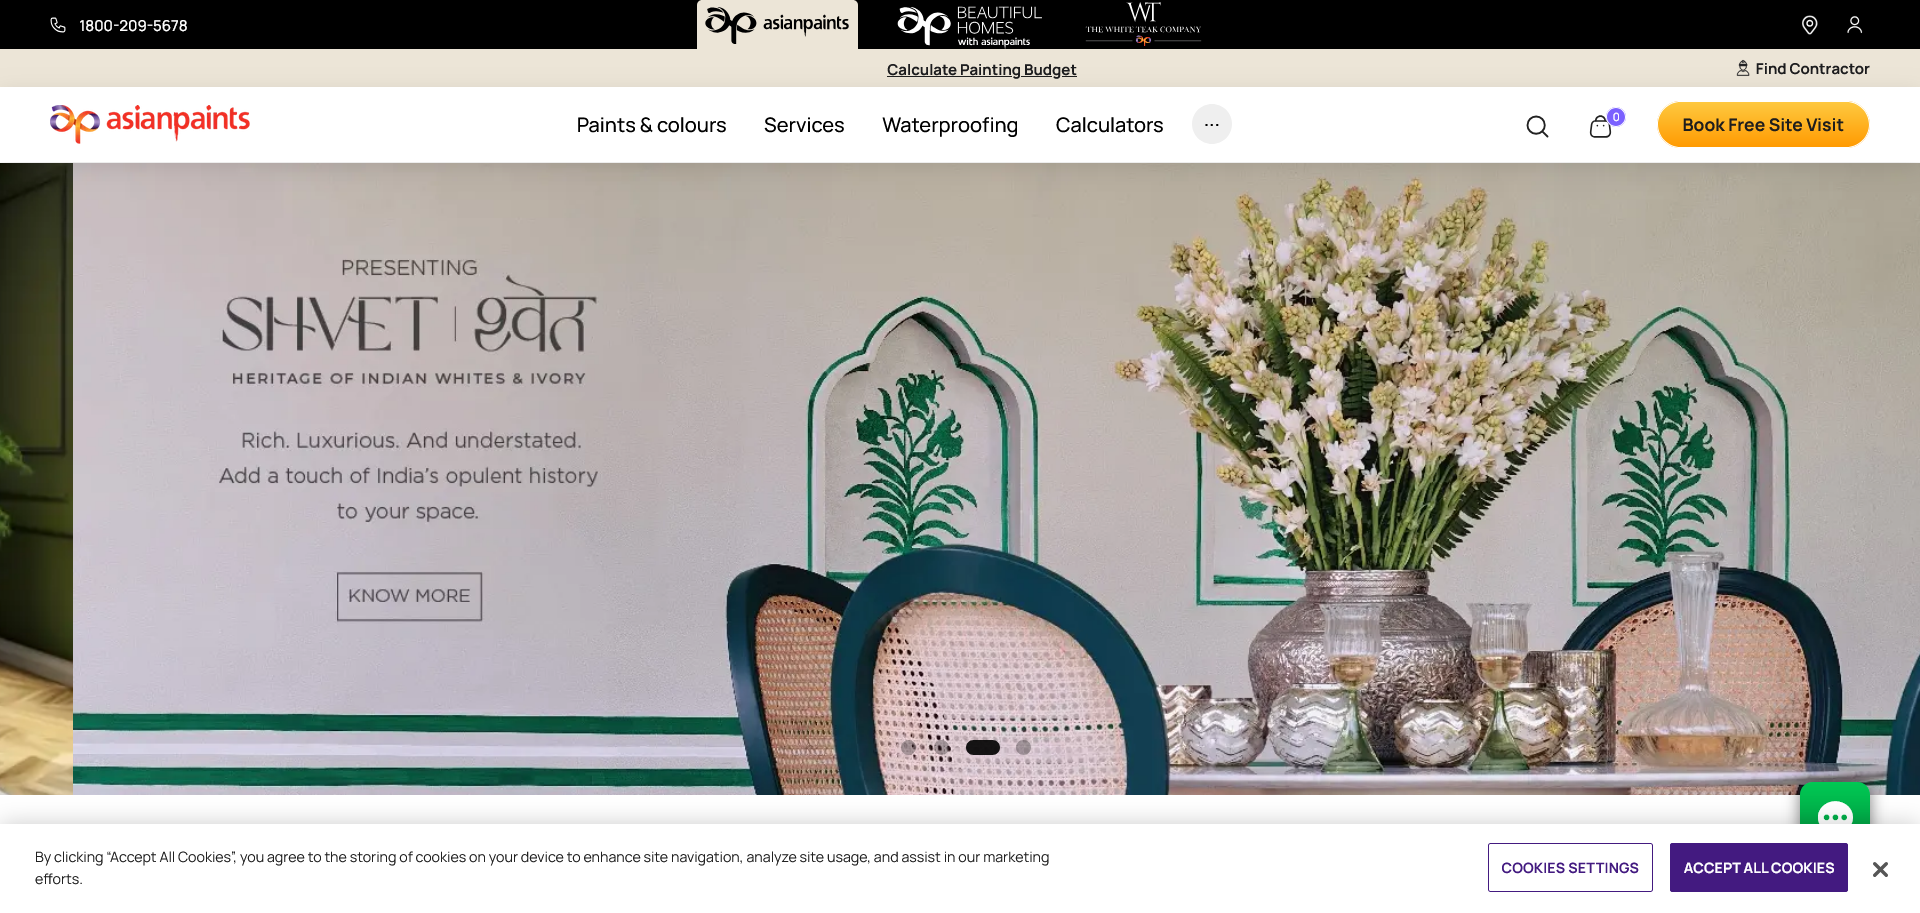 1800-209-5678
asianpaints
BEAUTIFUL
HOMES
with asianpaints
WT
THE WHITE TEAK COMPANY
Calculate Painting Budget
Find Contractor
asianpaints
Paints & colours
Services
Waterproofing
Calculators
...
0
Book Free Site Visit
PRESENTING
SHVET | श्वेत
HERITAGE OF INDIAN WHITES & IVORY
Rich. Luxurious. And understated.
Add a touch of India's opulent history
to your space.
KNOW MORE
By clicking “Accept All Cookies”, you agree to the storing of cookies on your device to enhance site navigation, analyze site usage, and assist in our marketing
efforts.
COOKIES SETTINGS
ACCEPT ALL COOKIES